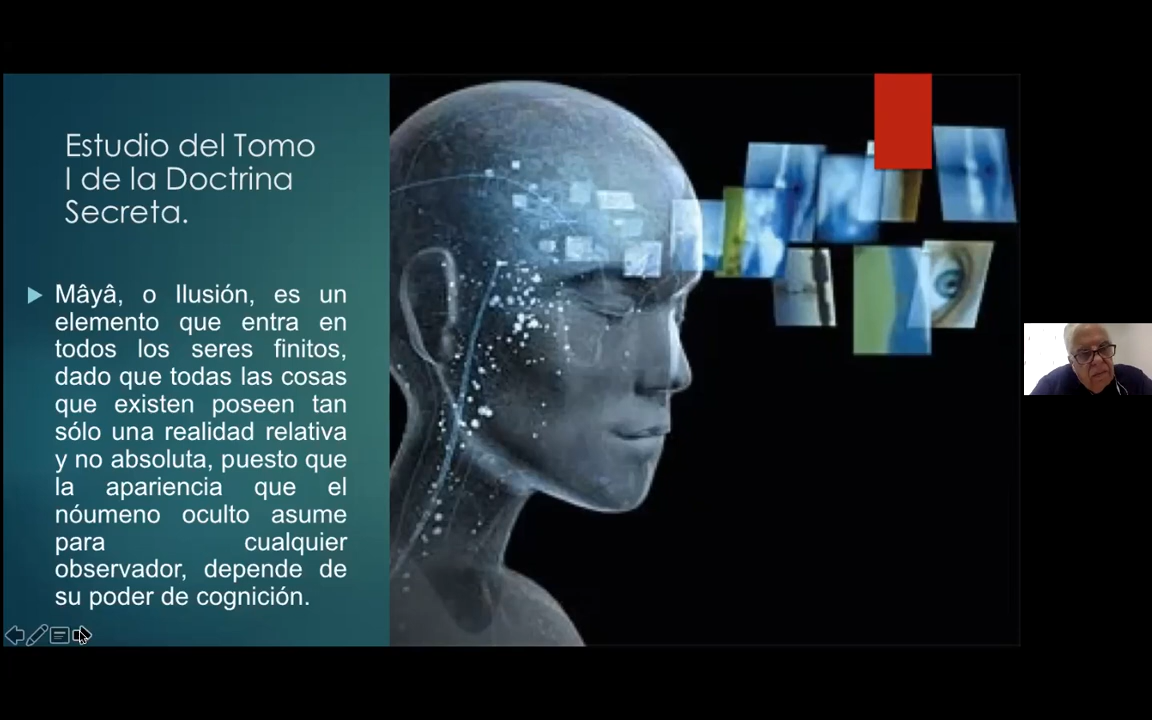 Estudio del Tomo
I de la Doctrina
Secreta.
Mâyâ, o Ilusión, es un
elemento que entra en
todos los seres finitos,
dado que todas las cosas
que existen poseen tan
sólo una realidad relativa
y no absoluta, puesto que
la apariencia que el
nóumeno oculto asume
para cualquier
observador, depende de
su poder de cognición.